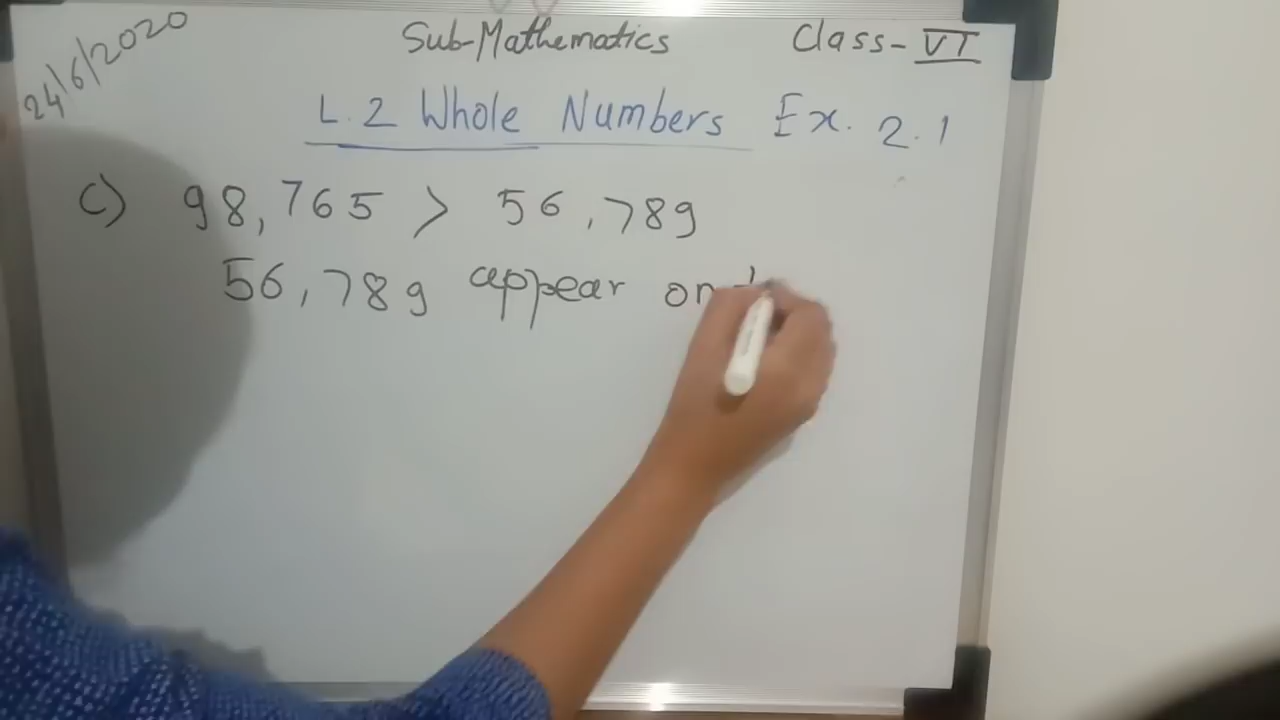 24/6/2020
Sub-Mathematics Class-VI
L.2 Whole Numbers Ex. 2.1
c) 98,765 > 56,789
56,789 appear on